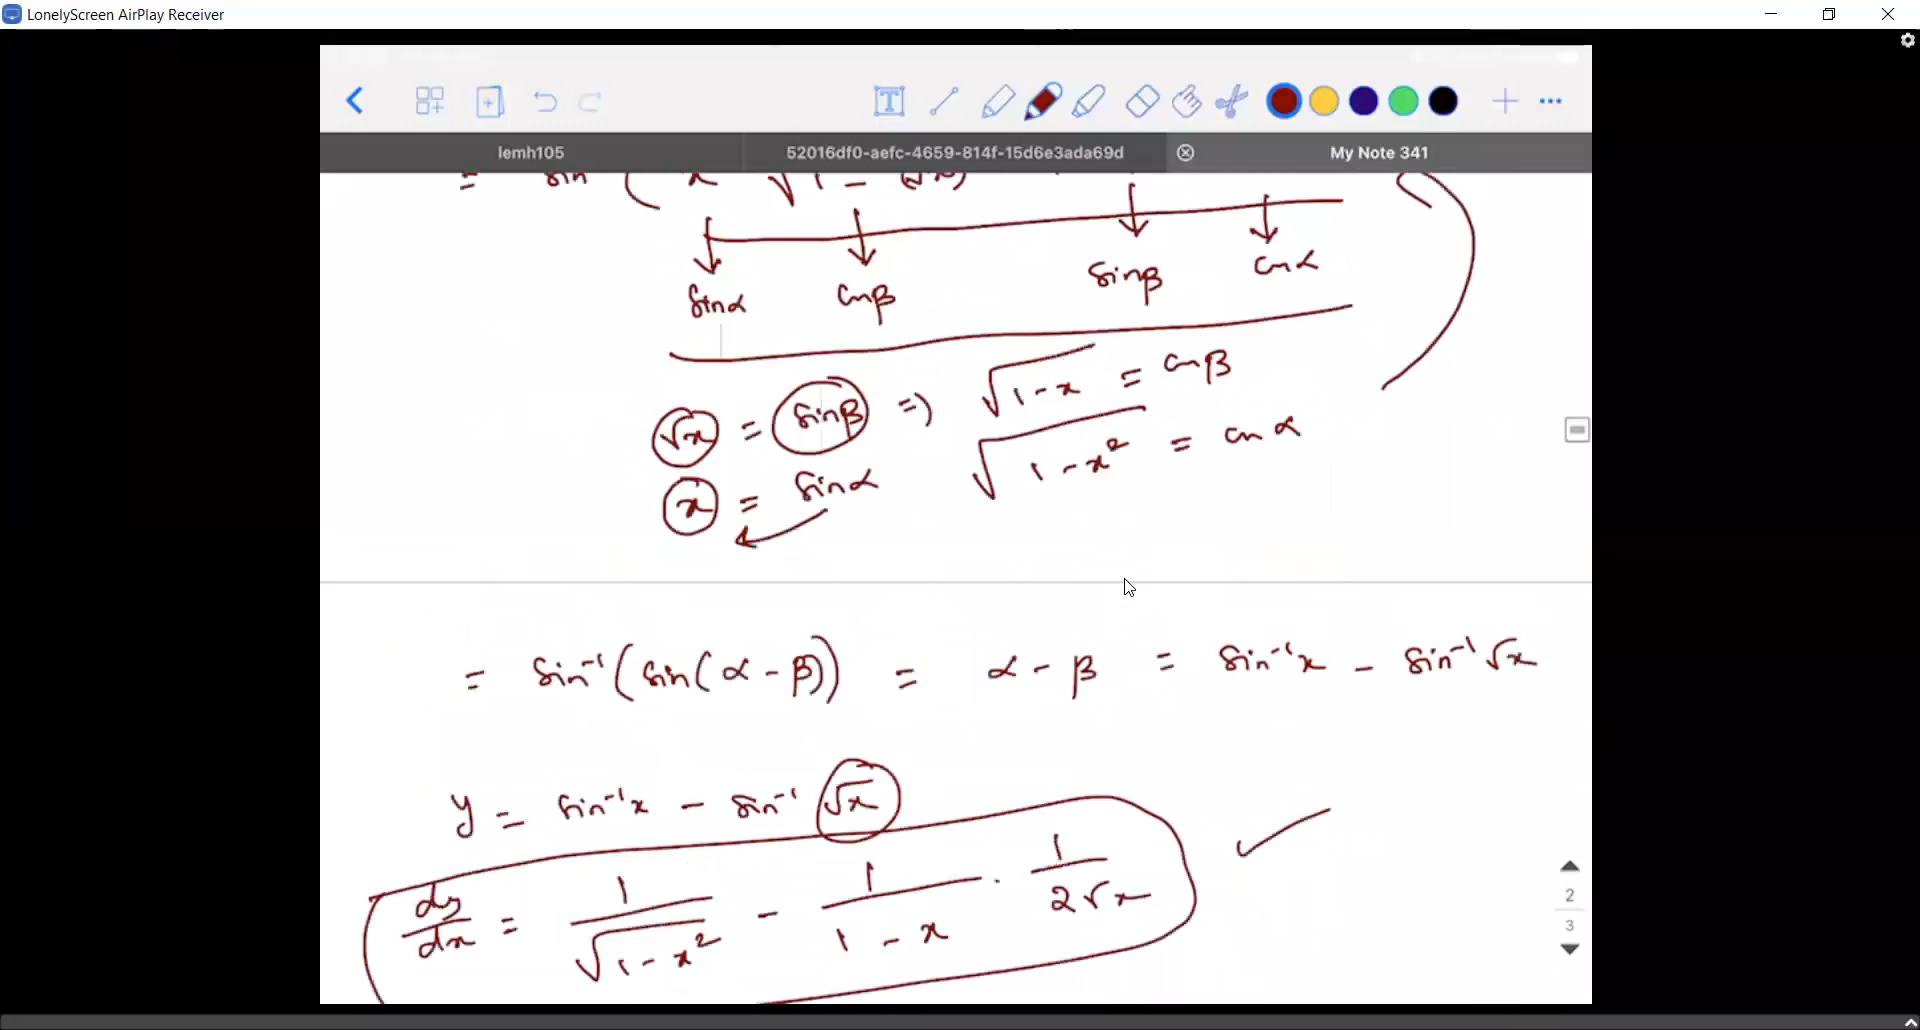 LonelyScreen AirPlay Receiver
lemh105 52016df0-aefc-4659-814f-15d6e3ada69d My Note 341
= sin ( x √1 - (√x)
sinα cosβ sinβ cosα
√x = sinβ => √1-x = cosβ
x = sinα √1-x² = cosα
= sin⁻¹(sin(α - β)) = α - β = sin⁻¹x - sin⁻¹√x
y = sin⁻¹x - sin⁻¹√x
dy/dx = 1/√1-x² - 1/1-x · 1/2√x
2
3